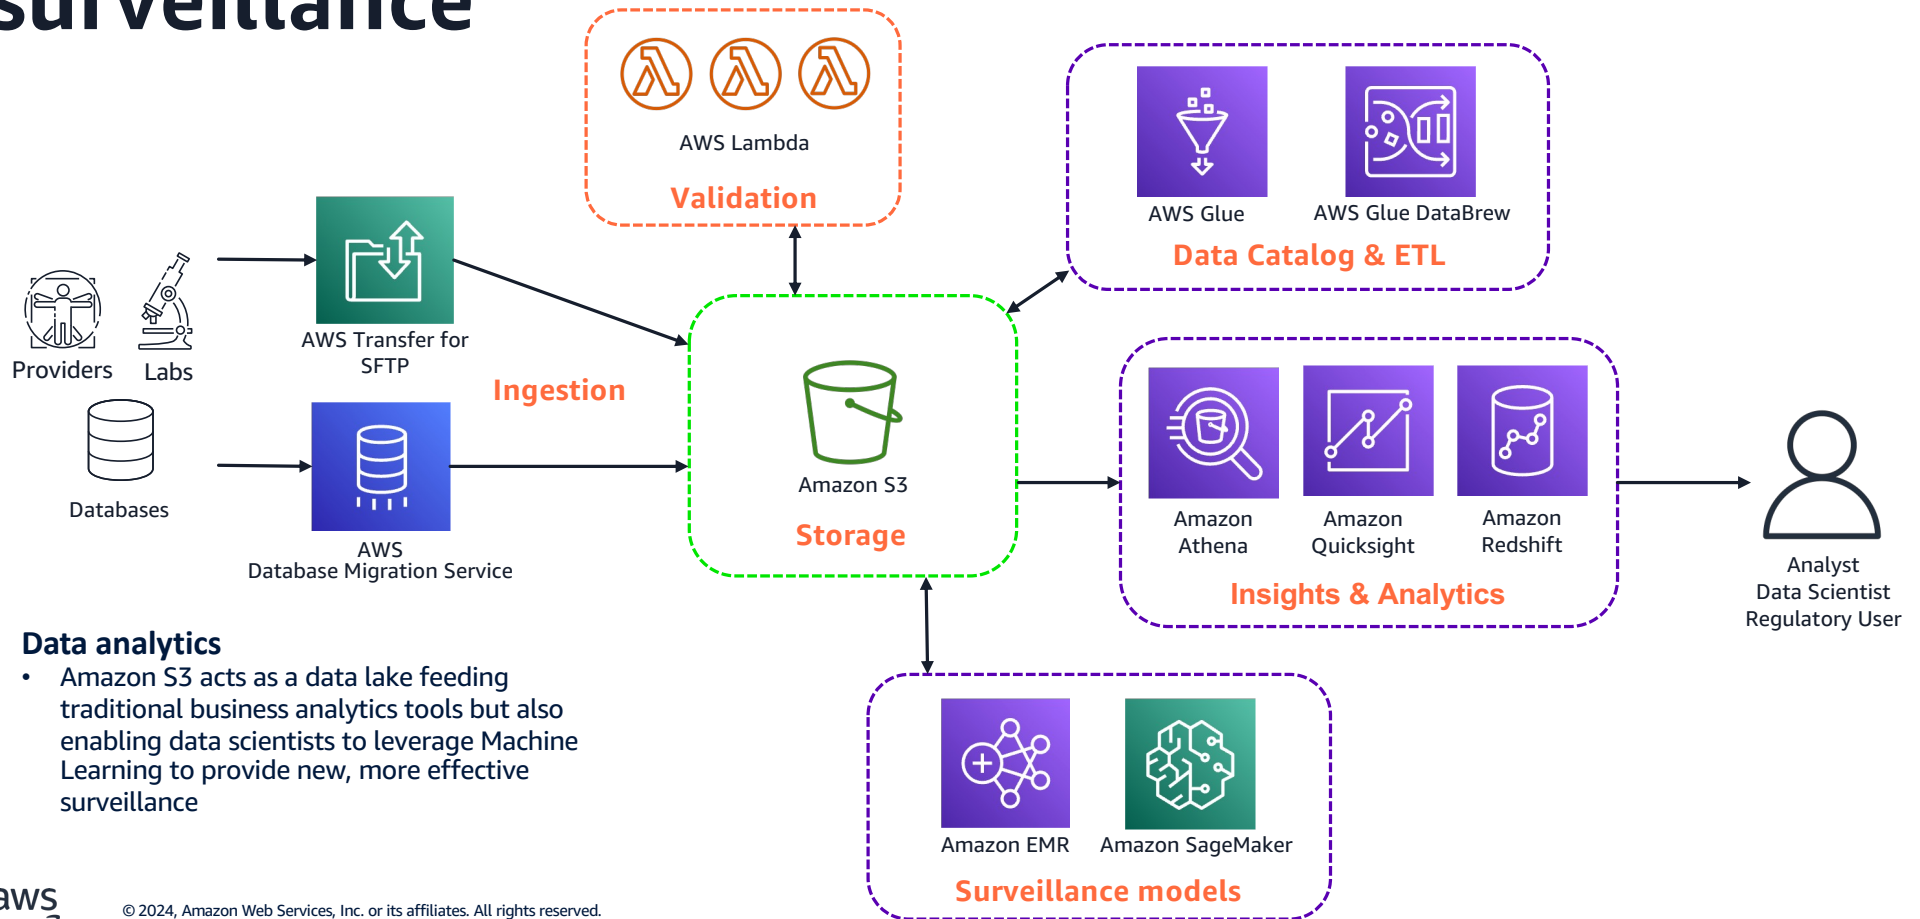 surveillance
AWS Lambda
Validation
AWS Glue
AWS Glue DataBrew
Data Catalog & ETL
Providers
Labs
AWS Transfer for
SFTP
Ingestion
Databases
AWS
Database Migration Service
Amazon S3
Storage
Amazon
Athena
Amazon
Quicksight
Amazon
Redshift
Insights & Analytics
Analyst
Data Scientist
Regulatory User
Data analytics
• Amazon S3 acts as a data lake feeding
traditional business analytics tools but also
enabling data scientists to leverage Machine
Learning to provide new, more effective
surveillance
Amazon EMR
Amazon SageMaker
Surveillance models
aws
© 2024, Amazon Web Services, Inc. or its affiliates. All rights reserved.